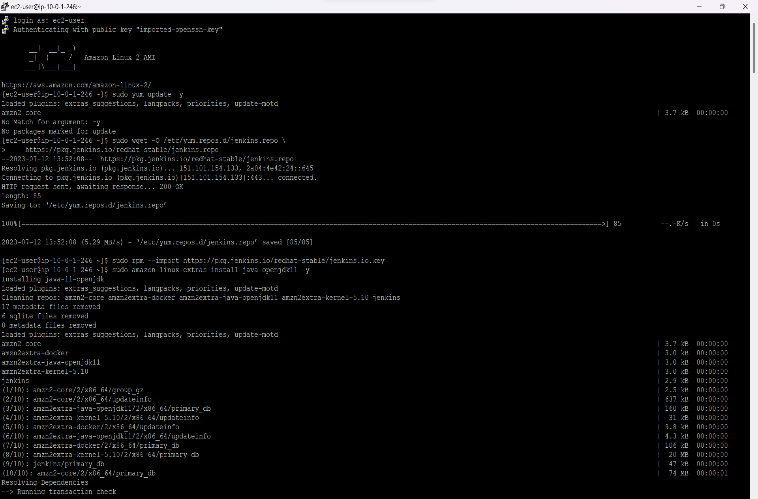 ec2-user@ip-10-0-1-246:~
login as: ec2-user
Authenticating with public key "imported-openssh-key"
__|  __|_  )
_|  (     /   Amazon Linux 2 AMI
___|\___|___|
https://aws.amazon.com/amazon-linux-2/
[ec2-user@ip-10-0-1-246 ~]$ sudo yum update -y
Loaded plugins: extras_suggestions, langpacks, priorities, update-motd
amzn2-core | 3.7 kB 00:00:00
No Match for argument: -y
No packages marked for update
[ec2-user@ip-10-0-1-246 ~]$ sudo wget -O /etc/yum.repos.d/jenkins.repo \
> https://pkg.jenkins.io/redhat-stable/jenkins.repo
--2023-07-12 13:52:08-- https://pkg.jenkins.io/redhat-stable/jenkins.repo
Resolving pkg.jenkins.io (pkg.jenkins.io)... 151.101.154.133, 2a04:4e42:24::645
Connecting to pkg.jenkins.io (pkg.jenkins.io)|151.101.154.133|:443... connected.
HTTP request sent, awaiting response... 200 OK
Length: 85
Saving to: ‘/etc/yum.repos.d/jenkins.repo’
100%[=====================================================>] 85 --.-K/s in 0s
2023-07-12 13:52:08 (5.29 MB/s) - ‘/etc/yum.repos.d/jenkins.repo’ saved [85/85]
[ec2-user@ip-10-0-1-246 ~]$ sudo rpm --import https://pkg.jenkins.io/redhat-stable/jenkins.io.key
[ec2-user@ip-10-0-1-246 ~]$ sudo amazon-linux-extras install java-openjdk11 -y
Installing java-11-openjdk
Loaded plugins: extras_suggestions, langpacks, priorities, update-motd
Cleaning repos: amzn2-core amzn2extra-docker amzn2extra-java-openjdk11 amzn2extra-kernel-5.10 jenkins
17 metadata files removed
6 sqlite files removed
0 metadata files removed
Loaded plugins: extras_suggestions, langpacks, priorities, update-motd
amzn2-core | 3.7 kB 00:00:00
amzn2extra-docker | 3.0 kB 00:00:00
amzn2extra-java-openjdk11 | 3.0 kB 00:00:00
amzn2extra-kernel-5.10 | 3.0 kB 00:00:00
jenkins | 2.9 kB 00:00:00
(1/10): amzn2-core/2/x86_64/group_gz | 2.5 kB 00:00:00
(2/10): amzn2-core/2/x86_64/updateinfo | 637 kB 00:00:00
(3/10): amzn2extra-java-openjdk11/2/x86_64/primary_db | 160 kB 00:00:00
(4/10): amzn2extra-kernel-5.10/2/x86_64/updateinfo | 31 kB 00:00:00
(5/10): amzn2extra-docker/2/x86_64/updateinfo | 9.8 kB 00:00:00
(6/10): amzn2extra-java-openjdk11/2/x86_64/updateinfo | 4.3 kB 00:00:00
(7/10): amzn2extra-docker/2/x86_64/primary_db | 106 kB 00:00:00
(8/10): amzn2extra-kernel-5.10/2/x86_64/primary_db | 20 MB 00:00:00
(9/10): jenkins/primary_db | 47 kB 00:00:00
(10/10): amzn2-core/2/x86_64/primary_db | 74 MB 00:00:01
Resolving Dependencies
--> Running transaction check